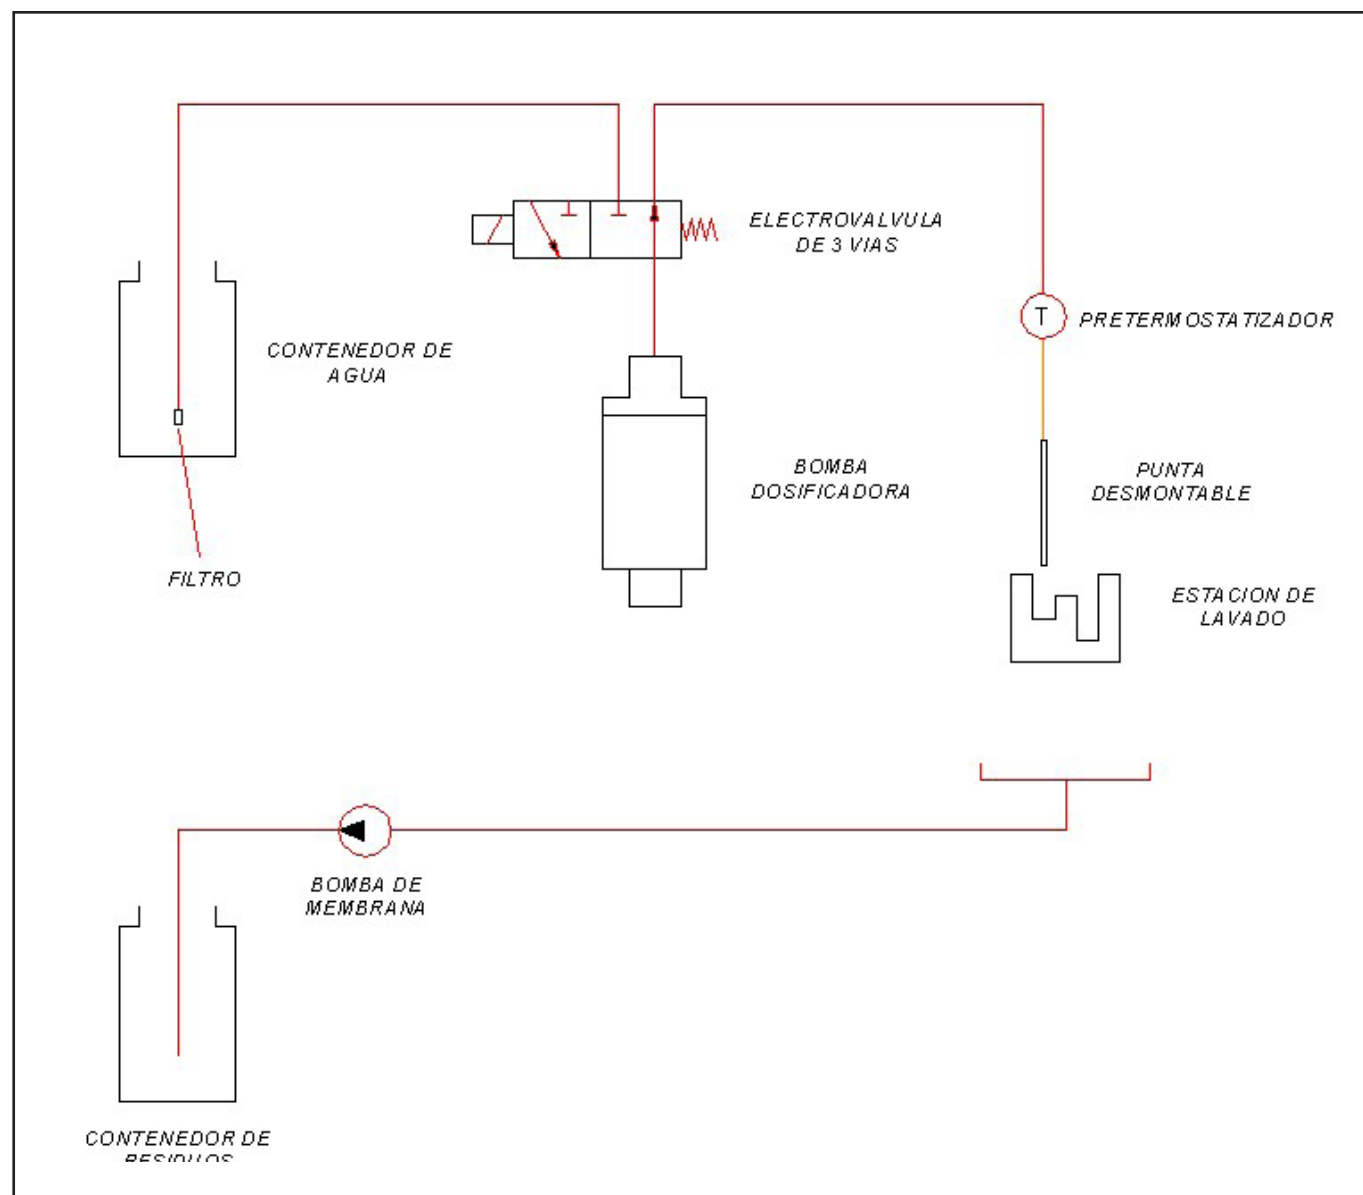 ELECTROVALVULA
DE 3 VIAS
CONTENEDOR DE
AGUA
T
PRETERMOSTATIZADOR
BOMBA
DOSIFICADORA
PUNTA
DESMONTABLE
FILTRO
ESTACION DE
LAVADO
BOMBA DE
MEMBRANA
CONTENEDOR DE
RESIDUOS